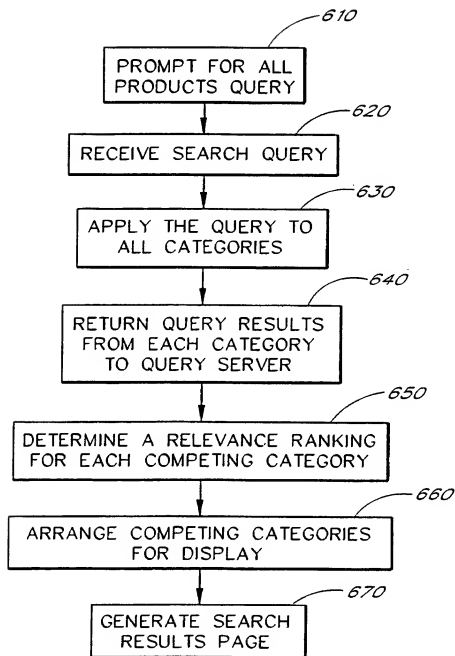 610
PROMPT FOR ALL
PRODUCTS QUERY
620
RECEIVE SEARCH QUERY
630
APPLY THE QUERY TO
ALL CATEGORIES
640
RETURN QUERY RESULTS
FROM EACH CATEGORY
TO QUERY SERVER
650
DETERMINE A RELEVANCE RANKING
FOR EACH COMPETING CATEGORY
660
ARRANGE COMPETING CATEGORIES
FOR DISPLAY
670
GENERATE SEARCH
RESULTS PAGE